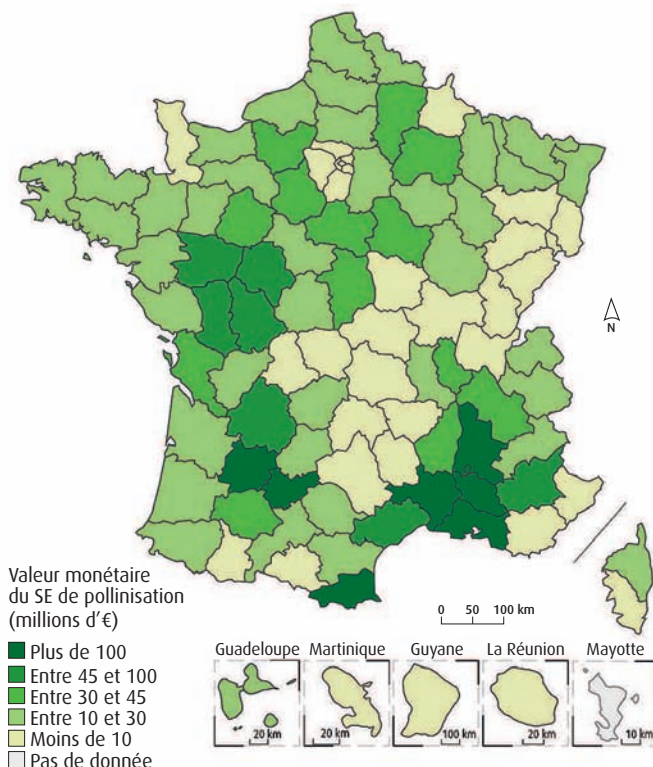 N
Valeur monétaire
du SE de pollinisation
(millions d'€)
Plus de 100
Entre 45 et 100
Entre 30 et 45
Entre 10 et 30
Moins de 10
Pas de donnée
0 50 100 km
Guadeloupe
20 km
Martinique
20 km
Guyane
100 km
La Réunion
20 km
Mayotte
10 km